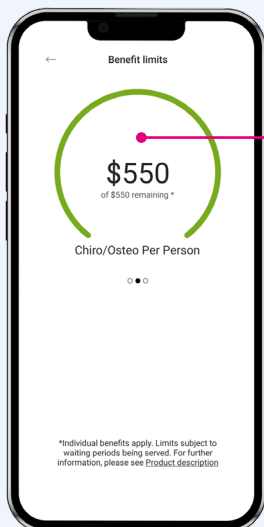 Benefit limits
$550
of $550 remaining *
Chiro/Osteo Per Person
*Individual benefits apply. Limits subject to
waiting periods being served. For further
information, please see Product description